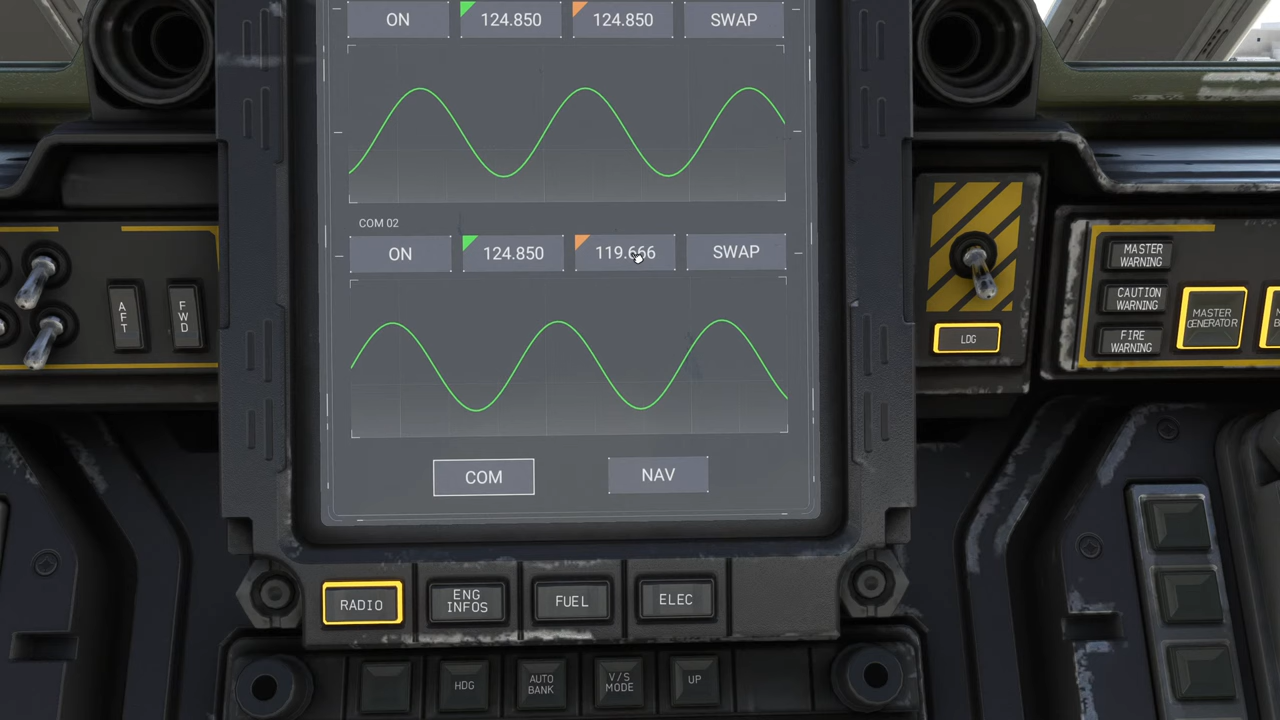 ON 124.850 124.850 SWAP
COM 02
ON 124.850 119.666 SWAP
COM NAV
AFT FWD
LDG
MASTER
WARNING
CAUTION
WARNING
FIRE
WARNING
MASTER
GENERATOR
RADIO
ENG
INFOS
FUEL
ELEC
HDG
AUTO
BANK
V/S
MODE
UP